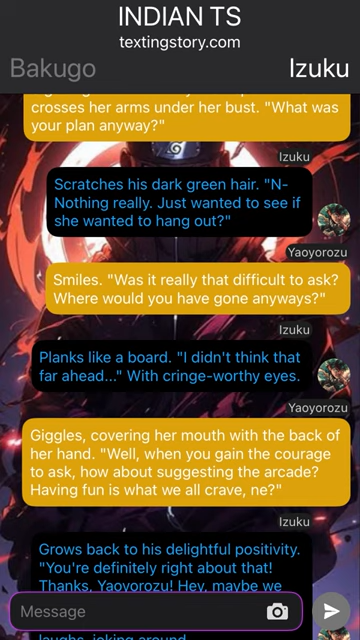 INDIAN TS
textingstory.com
Bakugo
Izuku
crosses her arms under her bust. "What was
your plan anyway?"
Izuku
Scratches his dark green hair. "N-
Nothing really. Just wanted to see if
she wanted to hang out?"
Yaoyorozu
Smiles. "Was it really that difficult to ask?
Where would you have gone anyways?"
Izuku
Planks like a board. "I didn't think that
far ahead..." With cringe-worthy eyes.
Yaoyorozu
Giggles, covering her mouth with the back of
her hand. "Well, when you gain the courage
to ask, how about suggesting the arcade?
Having fun is what we all crave, ne?"
Izuku
Grows back to his delightful positivity.
"You're definitely right about that!
Thanks, Yaoyorozu! Hey, maybe we
Message
laughs, joking around